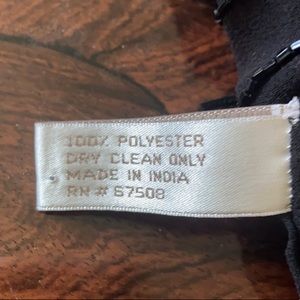 100% POLYESTER
DRY CLEAN ONLY
MADE IN INDIA
RN # 67508